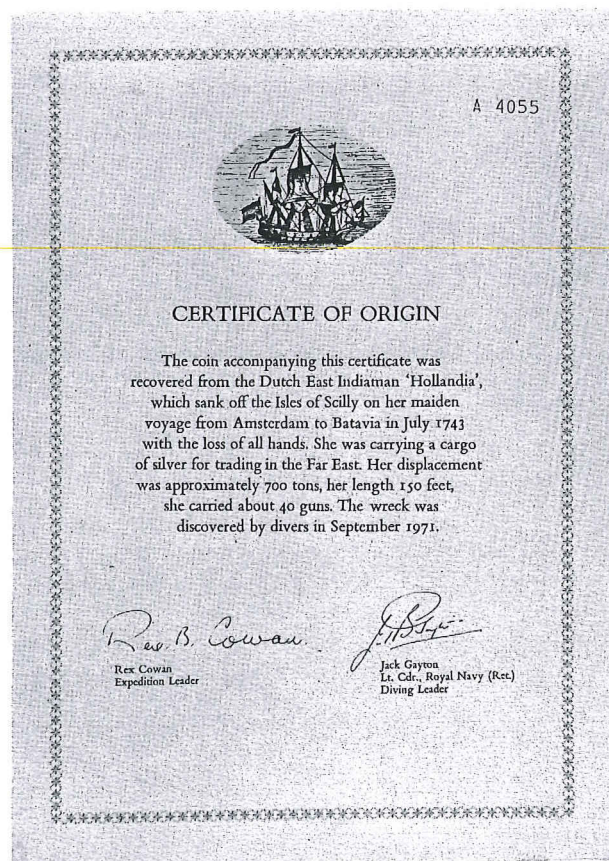 A 4055
CERTIFICATE OF ORIGIN
The coin accompanying this certificate was
recovered from the Dutch East Indiaman 'Hollandia',
which sank off the Isles of Scilly on her maiden
voyage from Amsterdam to Batavia in July 1743
with the loss of all hands. She was carrying a cargo
of silver for trading in the Far East. Her displacement
was approximately 700 tons, her length 150 feet,
she carried about 40 guns. The wreck was
discovered by divers in September 1971.
Rex B. Cowan.
Rex Cowan
Expedition Leader
Jack Gayton
Lt. Cdr., Royal Navy (Ret.)
Diving Leader